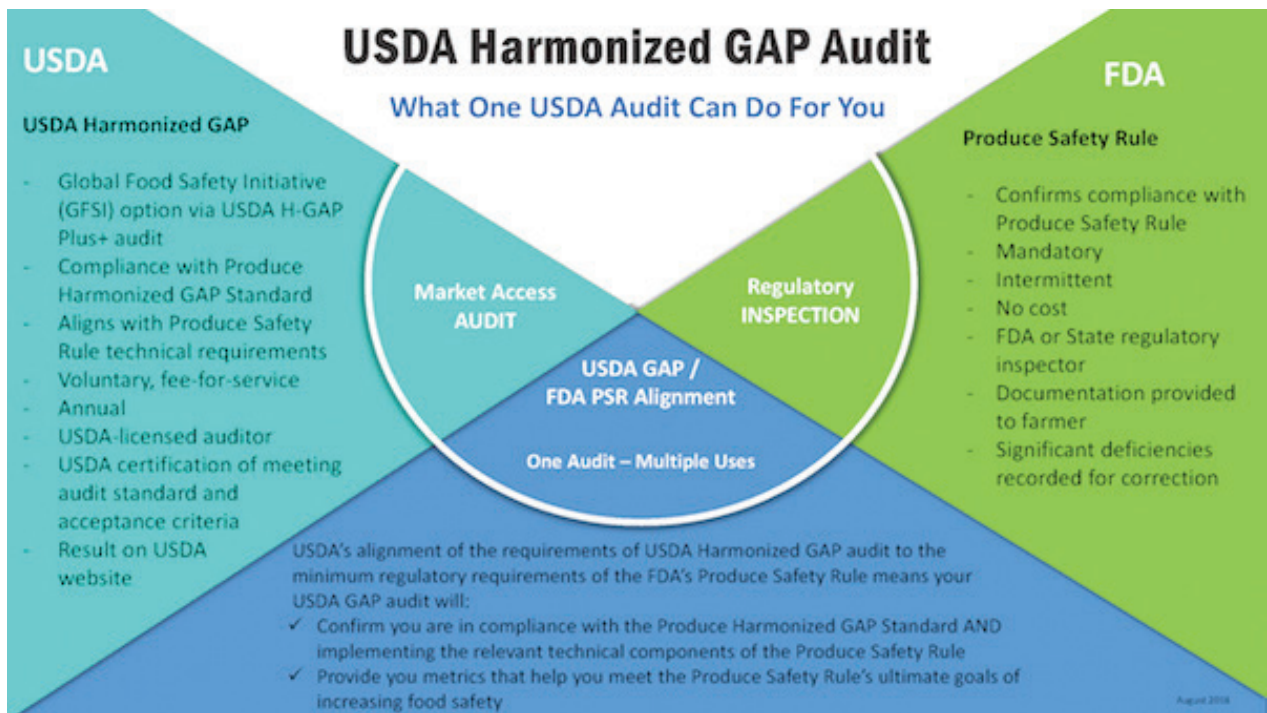 USDA Harmonized GAP Audit
What One USDA Audit Can Do For You
USDA
USDA Harmonized GAP
- Global Food Safety Initiative
(GFSI) option via USDA H-GAP
Plus+ audit
- Compliance with Produce
Harmonized GAP Standard
- Aligns with Produce Safety
Rule technical requirements
- Voluntary, fee-for-service
- Annual
- USDA-licensed auditor
- USDA certification of meeting
audit standard and
acceptance criteria
- Result on USDA
website
Market Access
AUDIT
Regulatory
INSPECTION
USDA GAP /
FDA PSR Alignment
One Audit – Multiple Uses
FDA
Produce Safety Rule
- Confirms compliance with
Produce Safety Rule
- Mandatory
- Intermittent
- No cost
- FDA or State regulatory
inspector
- Documentation provided
to farmer
- Significant deficiencies
recorded for correction
USDA's alignment of the requirements of USDA Harmonized GAP audit to the
minimum regulatory requirements of the FDA's Produce Safety Rule means your
USDA GAP audit will:
✓ Confirm you are in compliance with the Produce Harmonized GAP Standard AND
implementing the relevant technical components of the Produce Safety Rule
✓ Provide you metrics that help you meet the Produce Safety Rule's ultimate goals of
increasing food safety
August